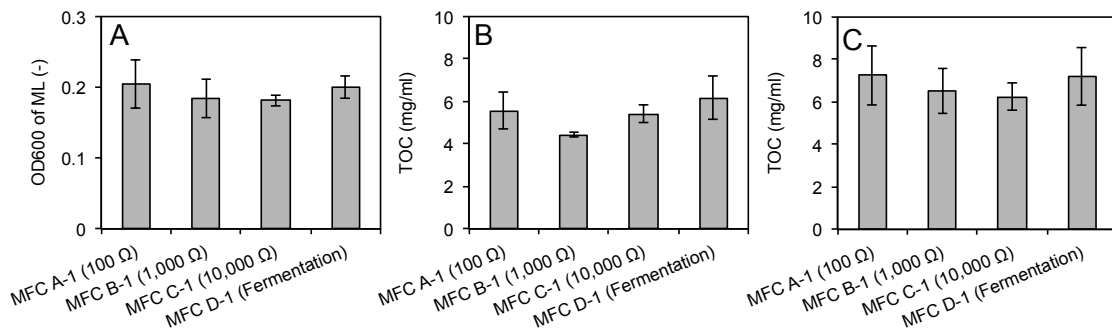 A
OD600 of ML (-)
0.3
0.2
0.1
0
MFC A-1 (100 Ω)
MFC B-1 (1,000 Ω)
MFC C-1 (10,000 Ω)
MFC D-1 (Fermentation)
B
TOC (mg/ml)
10
8
6
4
2
0
MFC A-1 (100 Ω)
MFC B-1 (1,000 Ω)
MFC C-1 (10,000 Ω)
MFC D-1 (Fermentation)
C
TOC (mg/ml)
10
8
6
4
2
0
MFC A-1 (100 Ω)
MFC B-1 (1,000 Ω)
MFC C-1 (10,000 Ω)
MFC D-1 (Fermentation)